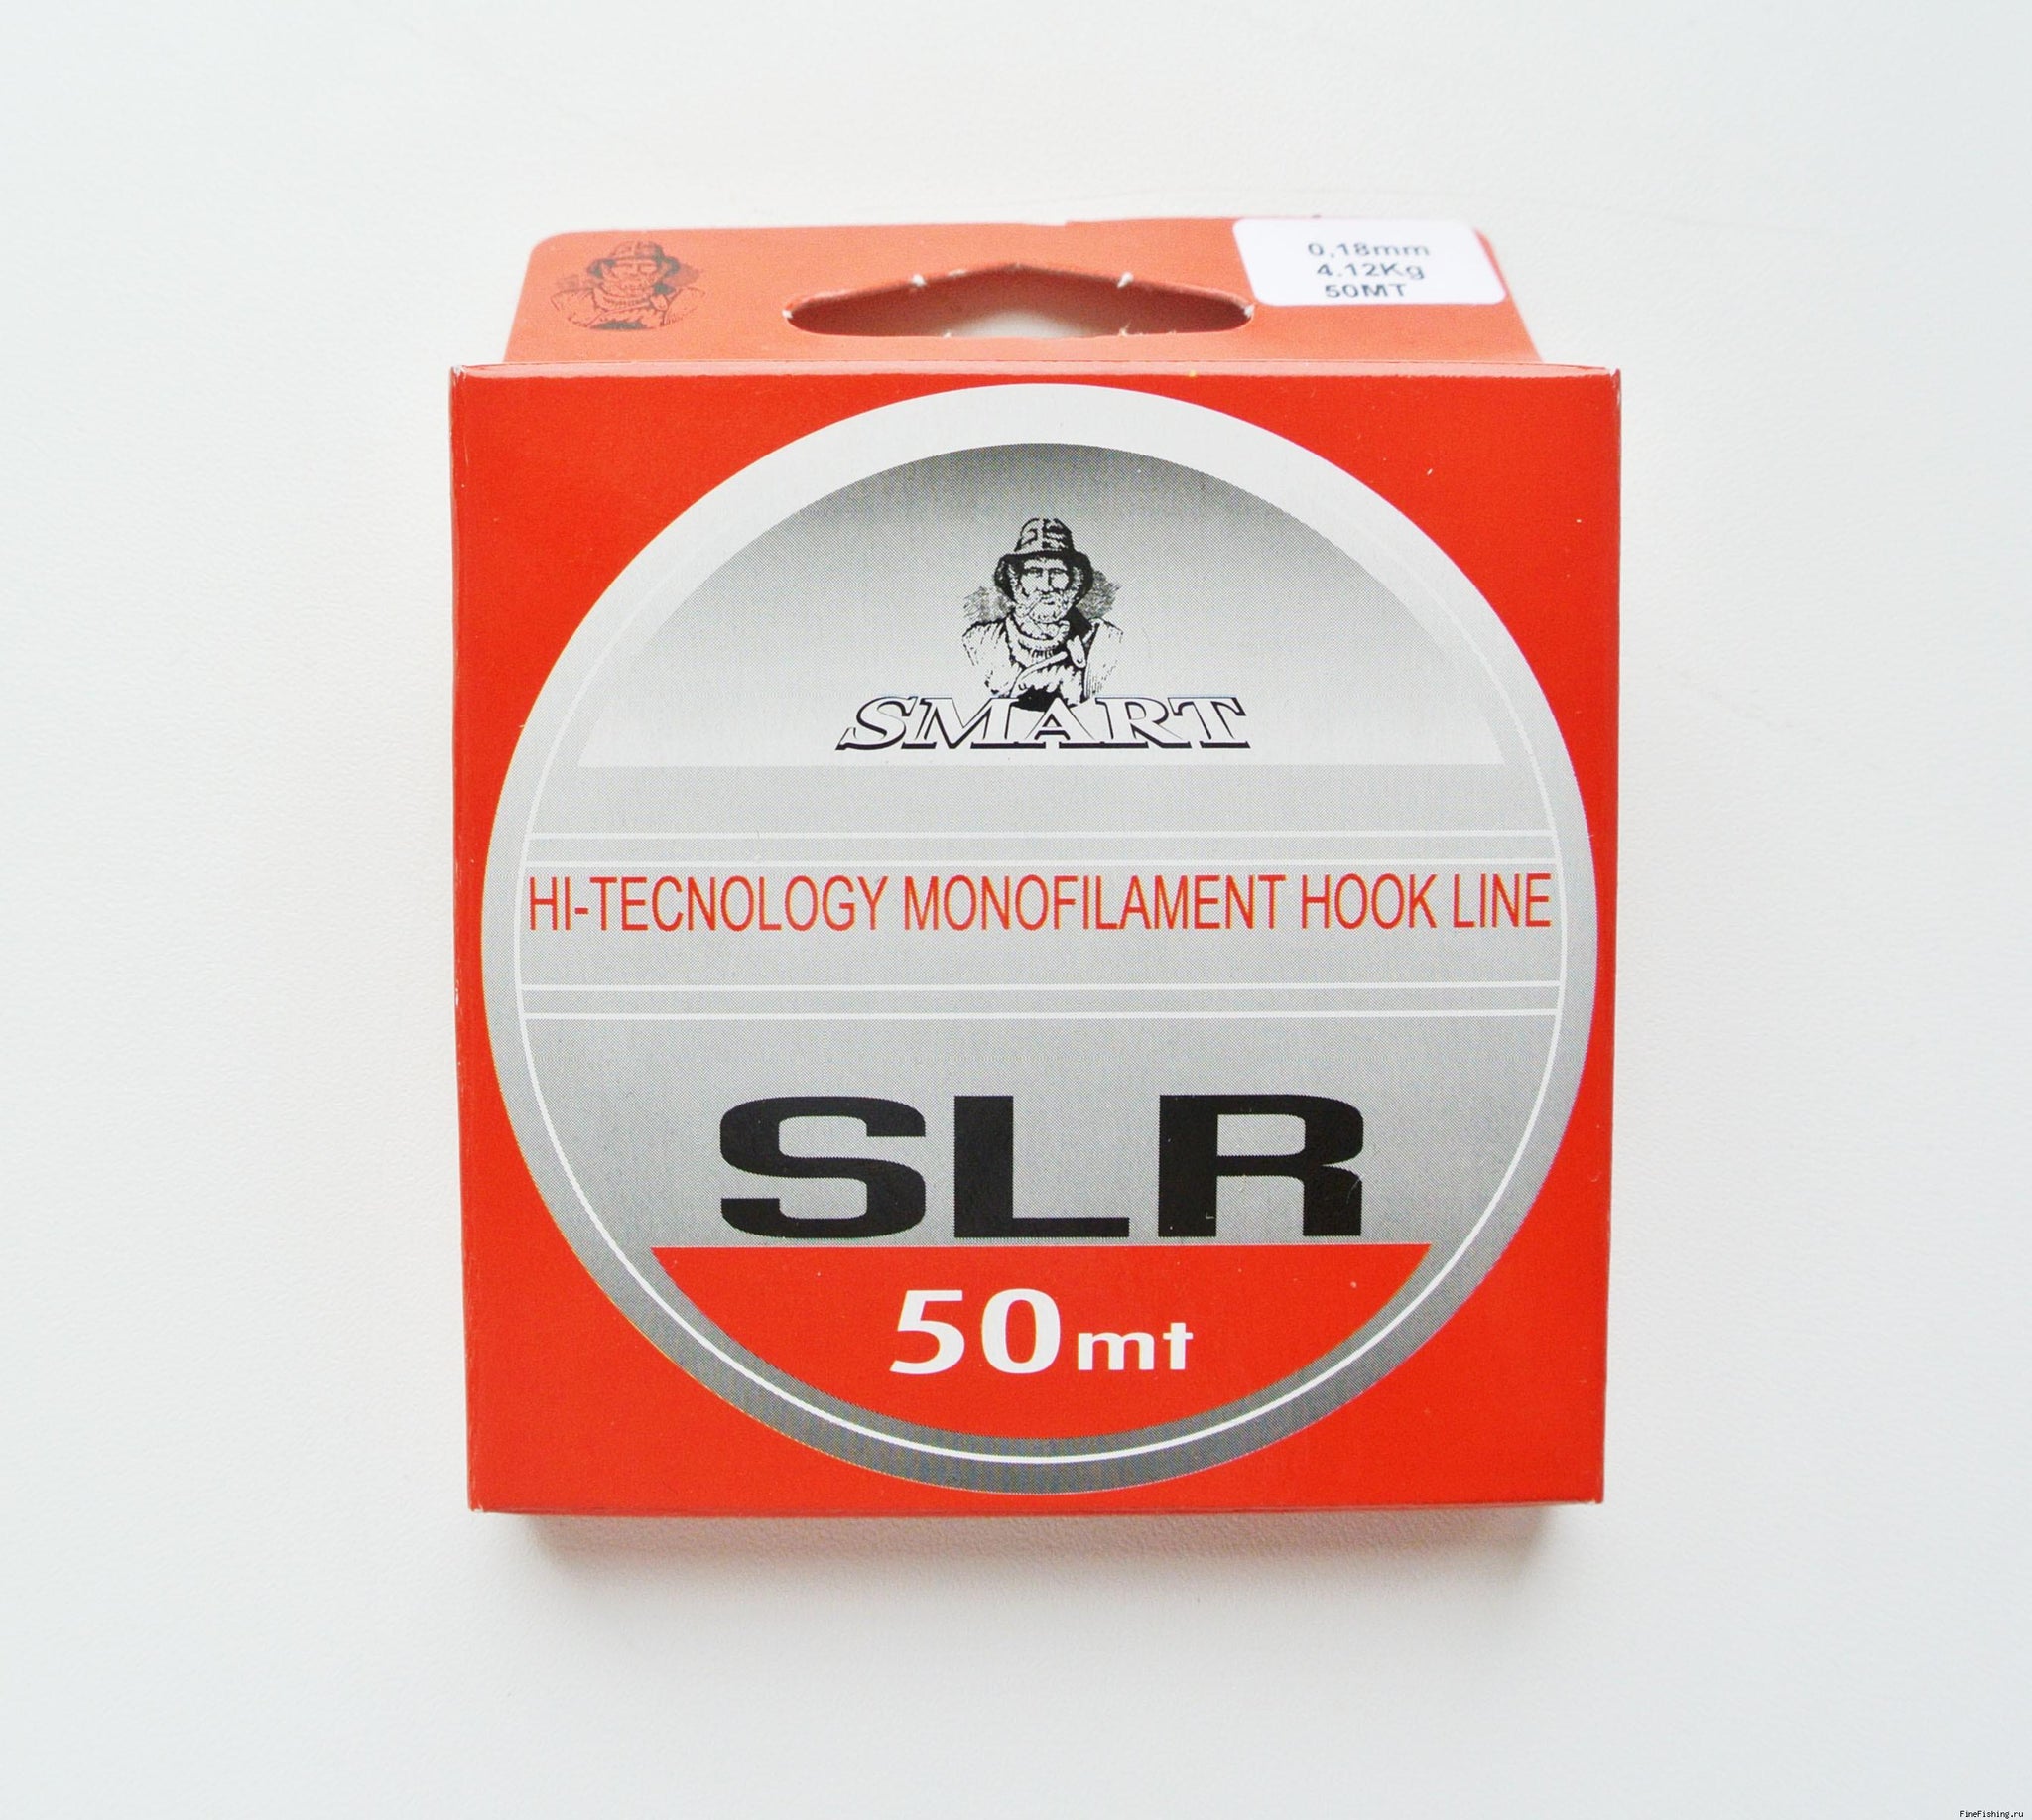 0,18mm
4.12Kg
50MT
SMART
HI-TECNOLOGY MONOFILAMENT HOOK LINE
SLR
50mt
FineFishing.ru